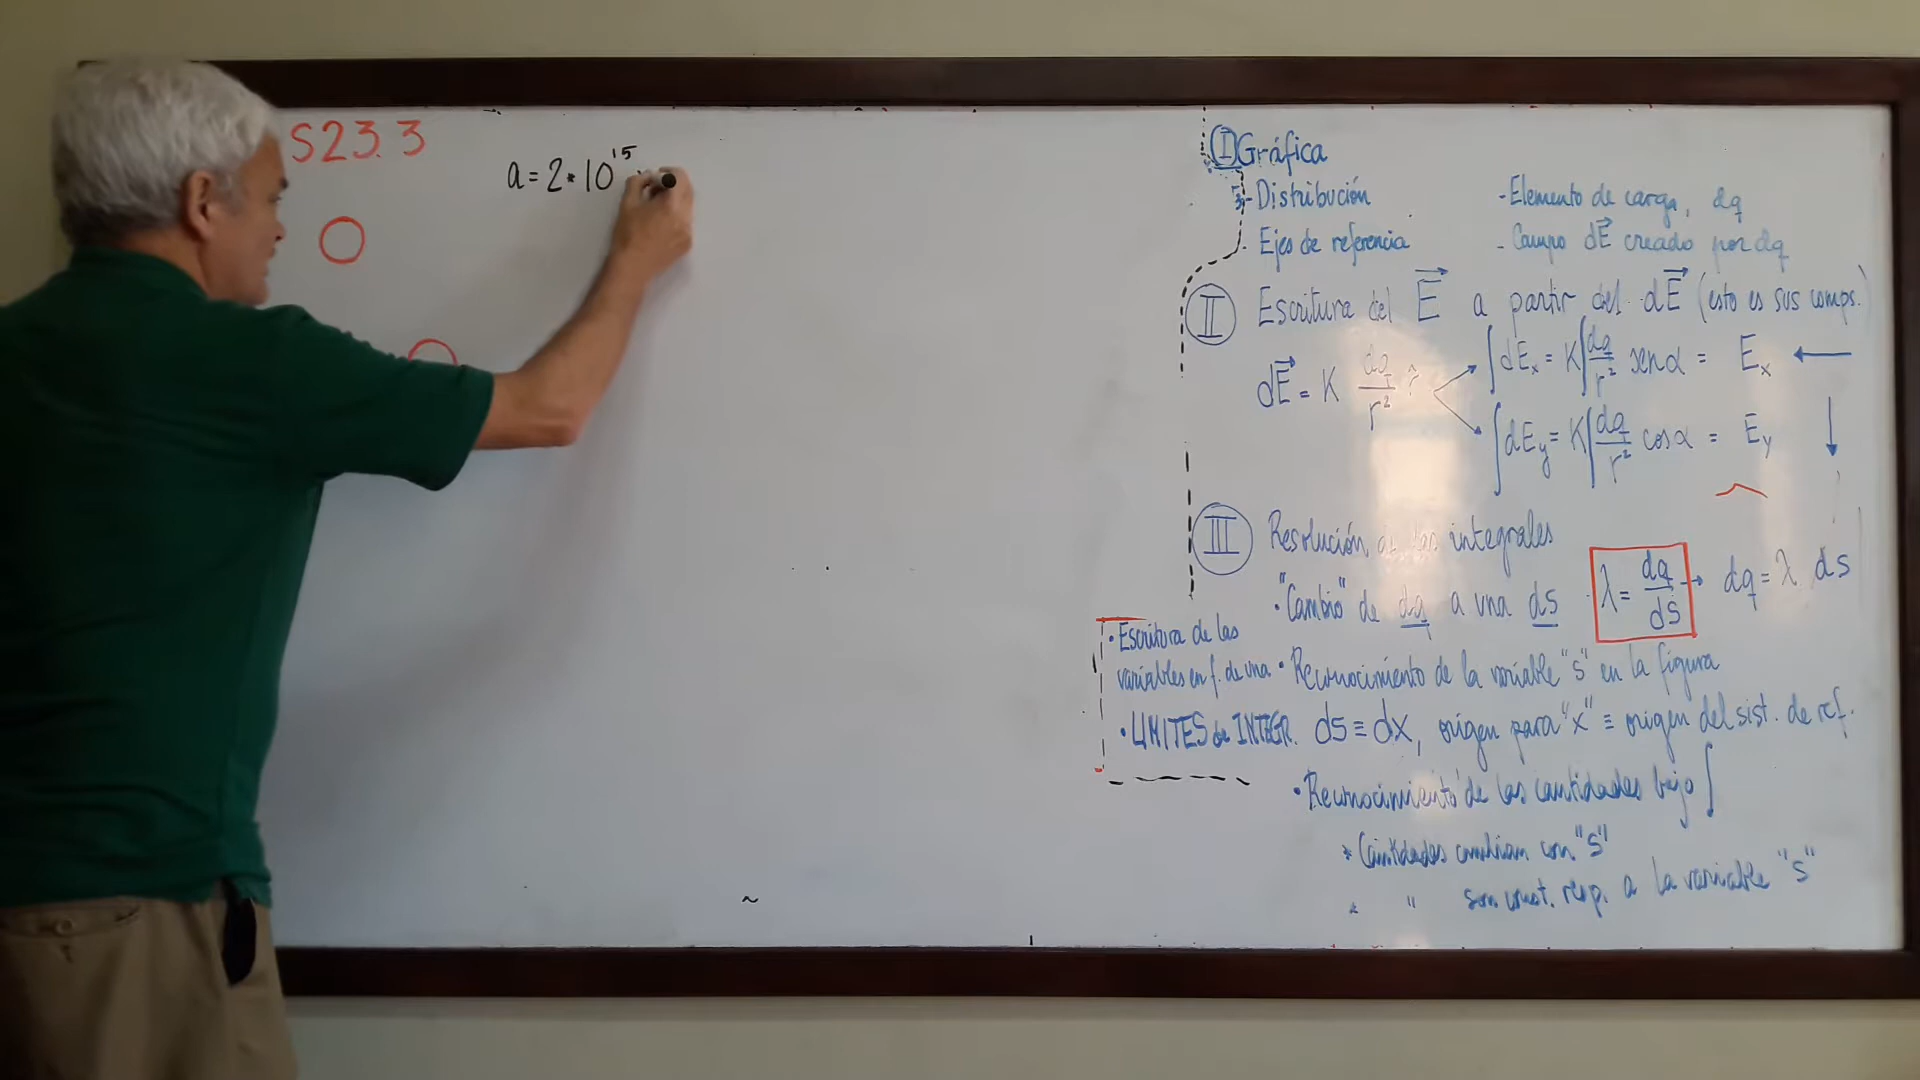 S23.3
a = 2 * 10^15
I Gráfica
- Distribución
- Elemento de carga, dq
- Ejes de referencia
- Campo dE⃗ creado por dq
II Escritura del E⃗ a partir del dE⃗ (esto es sus comps.)
dE⃗ = K dq/r² r̂
∫dEx = K∫dq/r² senα = Ex
∫dEy = K∫dq/r² cosα = Ey
III Resolución de las integrales
• "Cambio" de dq a una ds
λ = dq/ds → dq = λ ds
• Escritura de las variables en f. de una
• Reconocimiento de la variable "s" en la figura
• LIMITES de INTEGR.
ds ≡ dx, origen para "x" ≡ origen del sist. de ref.
• Reconocimiento de las cantidades bajo ∫
* Cantidades cambian con "s"
* " son const. resp. a la variable "s"